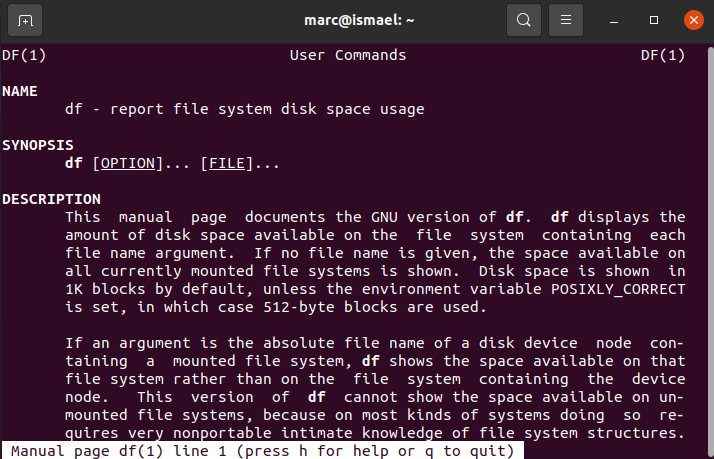 marc@ismael: ~
DF(1) User Commands DF(1)
NAME
df - report file system disk space usage
SYNOPSIS
df [OPTION]... [FILE]...
DESCRIPTION
This manual page documents the GNU version of df. df displays the
amount of disk space available on the file system containing each
file name argument. If no file name is given, the space available on
all currently mounted file systems is shown. Disk space is shown in
1K blocks by default, unless the environment variable POSIXLY_CORRECT
is set, in which case 512-byte blocks are used.
If an argument is the absolute file name of a disk device node con-
taining a mounted file system, df shows the space available on that
file system rather than on the file system containing the device
node. This version of df cannot show the space available on un-
mounted file systems, because on most kinds of systems doing so re-
quires very nonportable intimate knowledge of file system structures.
Manual page df(1) line 1 (press h for help or q to quit)